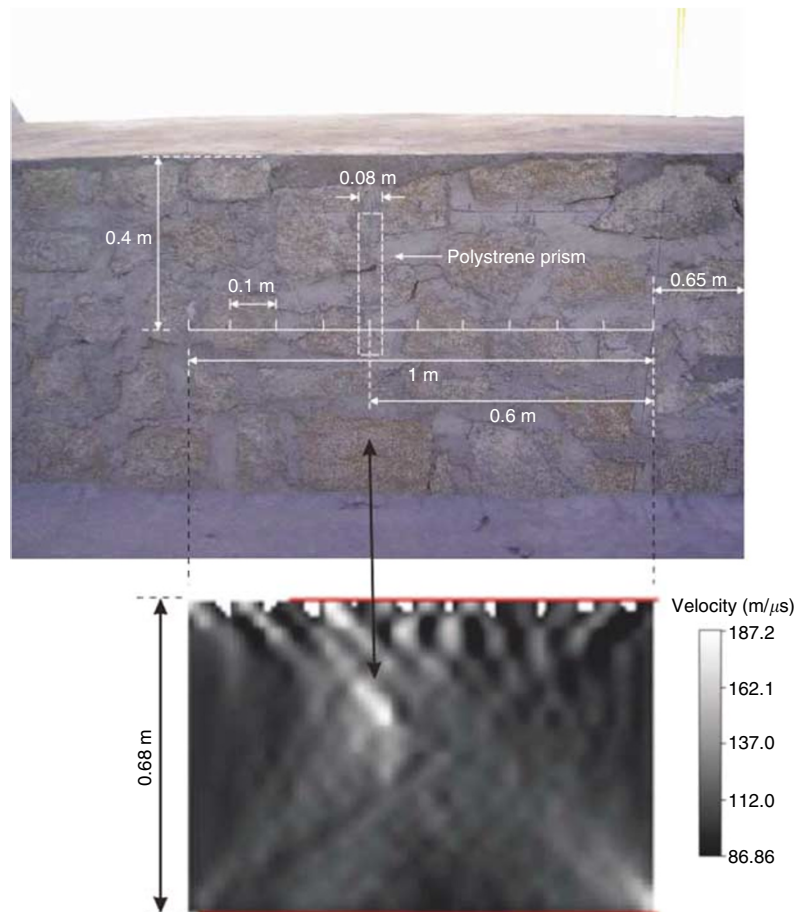 0.08 m
0.4 m
Polystrene prism
0.1 m
0.65 m
1 m
0.6 m
Velocity (m/μs)
187.2
162.1
137.0
112.0
86.86
0.68 m